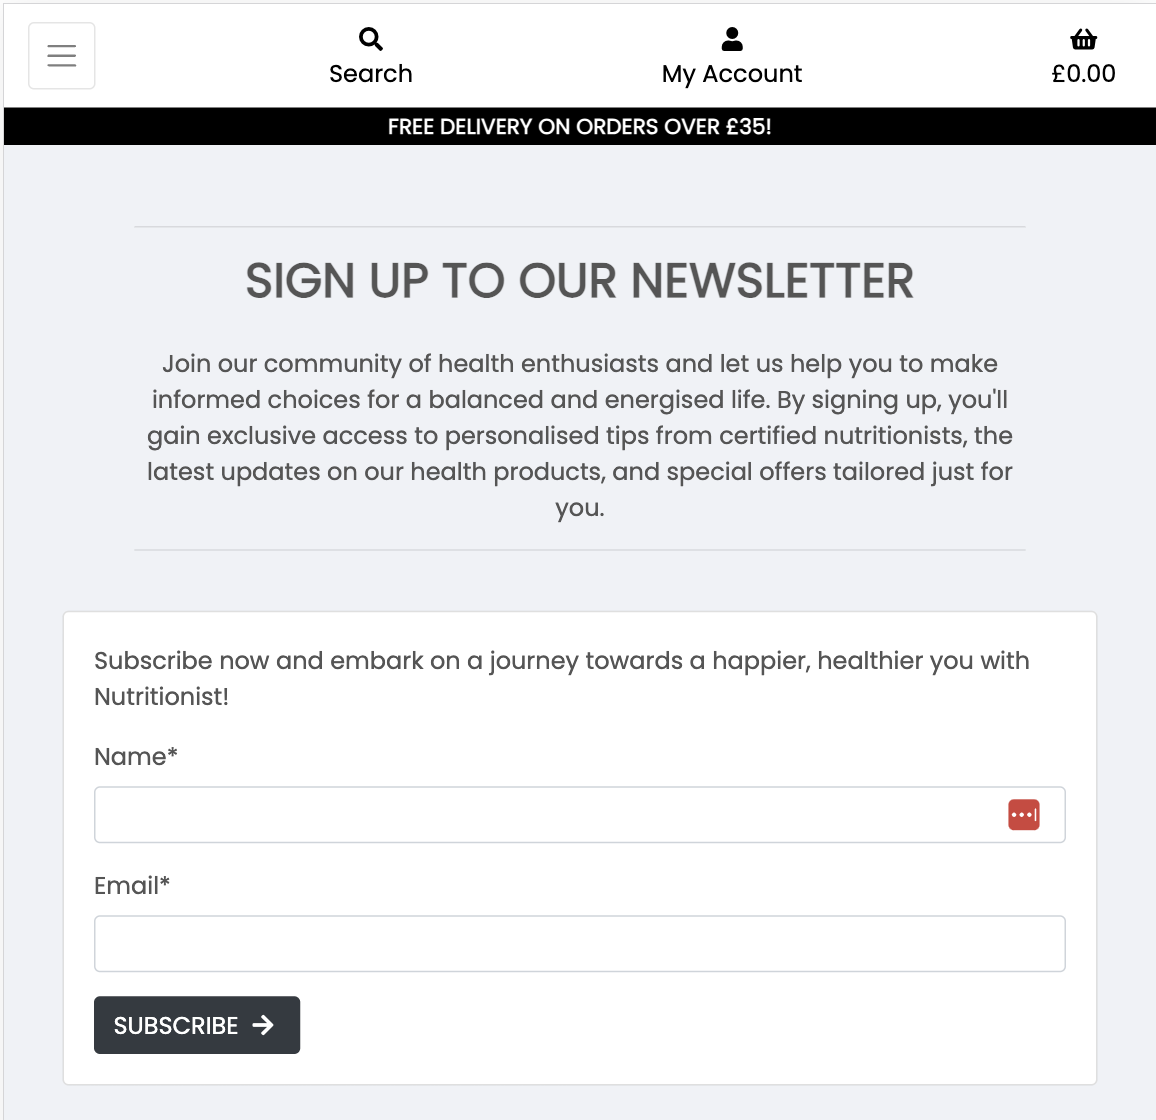 Search
My Account
£0.00
FREE DELIVERY ON ORDERS OVER £35!
SIGN UP TO OUR NEWSLETTER
Join our community of health enthusiasts and let us help you to make
informed choices for a balanced and energised life. By signing up, you'll
gain exclusive access to personalised tips from certified nutritionists, the
latest updates on our health products, and special offers tailored just for
you.
Subscribe now and embark on a journey towards a happier, healthier you with
Nutritionist!
Name*
Email*
SUBSCRIBE